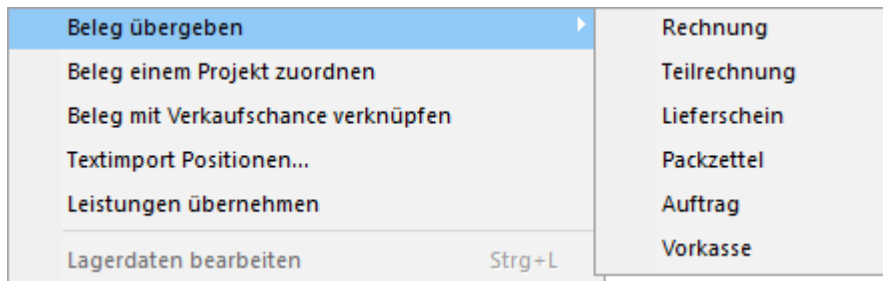 Beleg übergeben
Beleg einem Projekt zuordnen
Beleg mit Verkaufschance verknüpfen
Textimport Positionen...
Leistungen übernehmen
Lagerdaten bearbeiten Strg+L
Rechnung
Teilrechnung
Lieferschein
Packzettel
Auftrag
Vorkasse